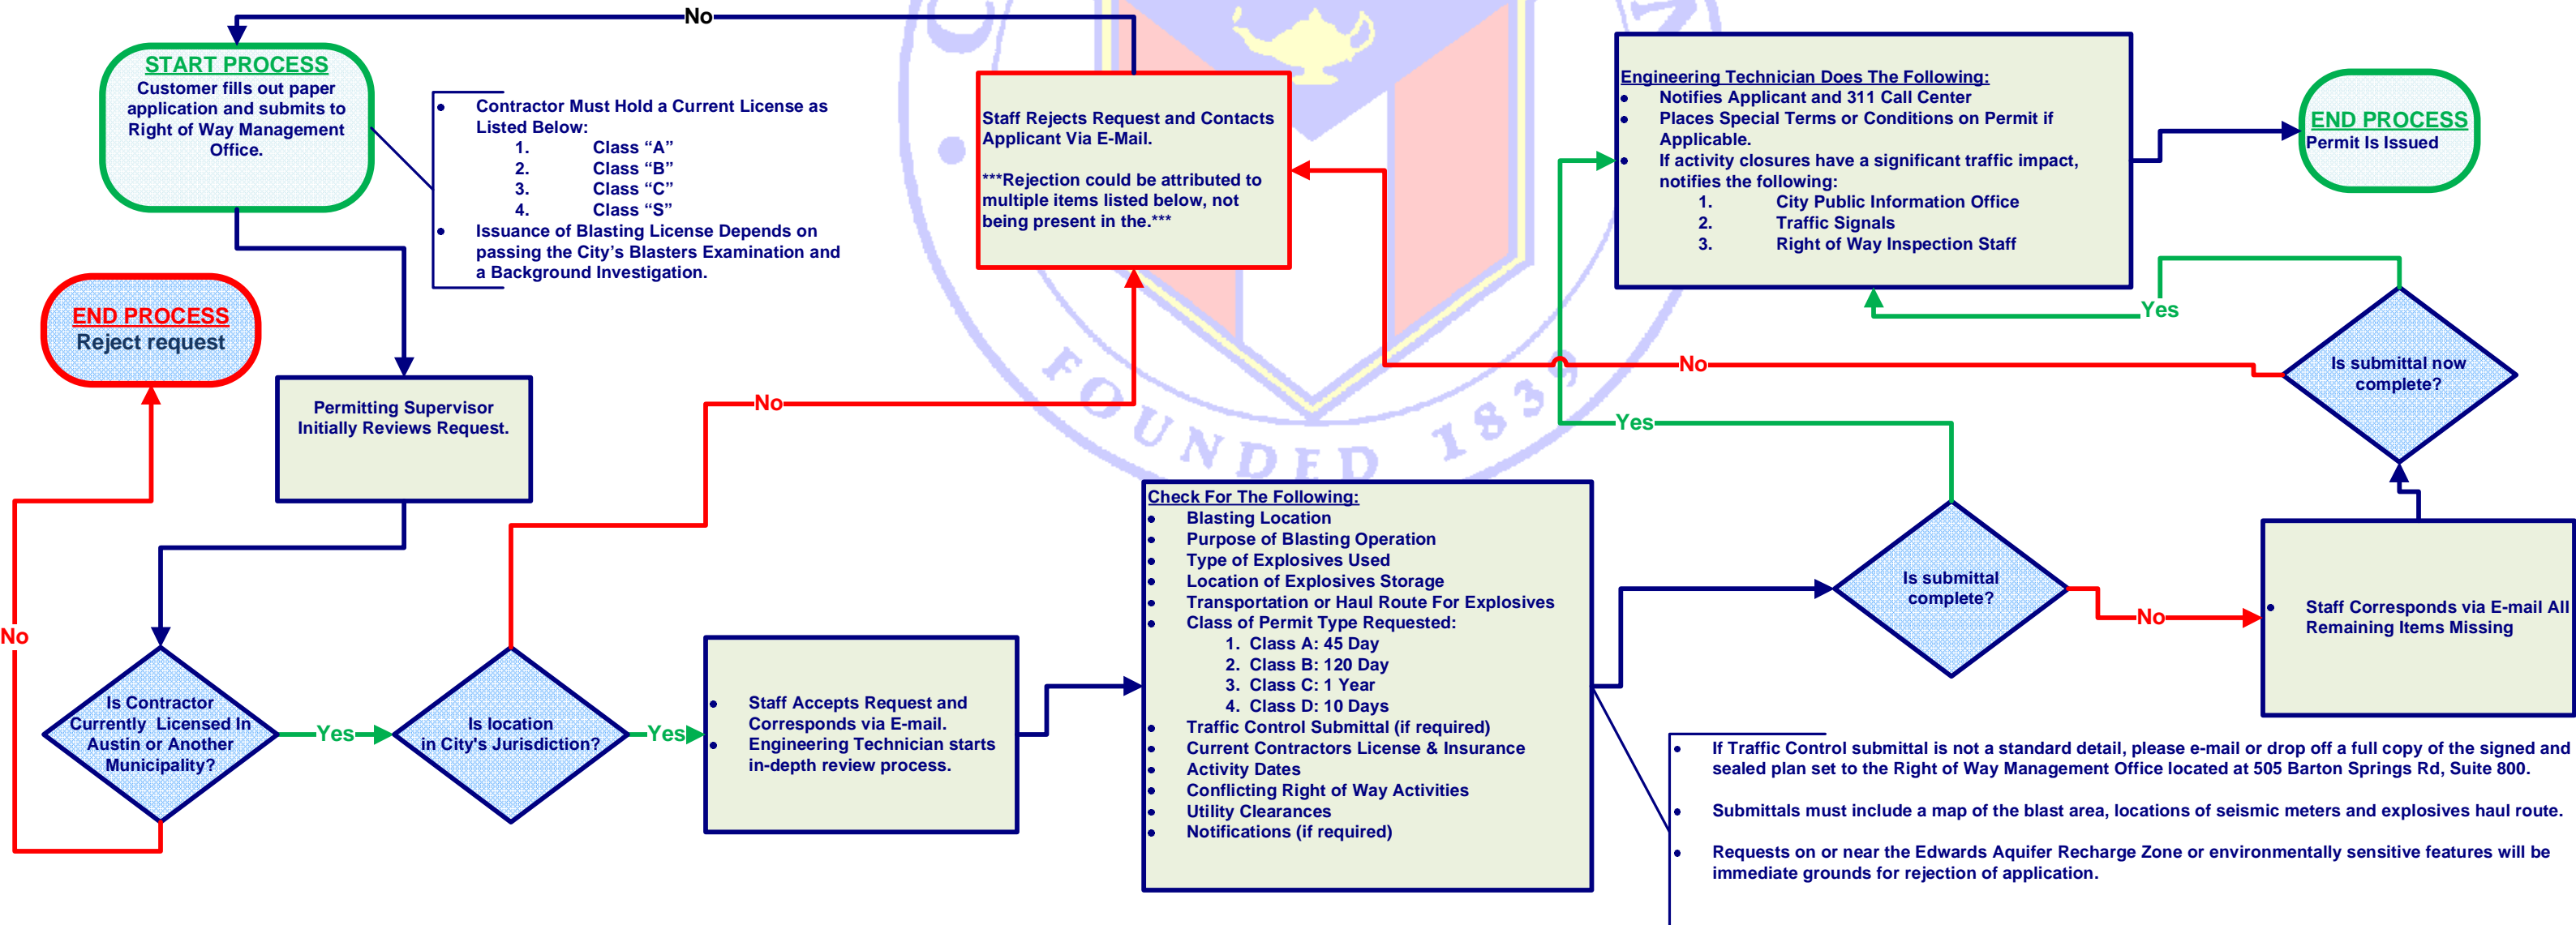 No
START PROCESS
Customer fills out paper
application and submits to
Right of Way Management
Office.
• Contractor Must Hold a Current License as
Listed Below:
1. Class “A”
2. Class “B”
3. Class “C”
4. Class “S”
• Issuance of Blasting License Depends on
passing the City’s Blasters Examination and
a Background Investigation.
Staff Rejects Request and Contacts
Applicant Via E-Mail.
***Rejection could be attributed to
multiple items listed below, not
being present in the.***
Engineering Technician Does The Following:
• Notifies Applicant and 311 Call Center
• Places Special Terms or Conditions on Permit if
Applicable.
• If activity closures have a significant traffic impact,
notifies the following:
1. City Public Information Office
2. Traffic Signals
3. Right of Way Inspection Staff
END PROCESS
Permit Is Issued
END PROCESS
Reject request
Yes
No
Is submittal now
complete?
Permitting Supervisor
Initially Reviews Request.
No
Yes
FOUNDED 1839
Check For The Following:
• Blasting Location
• Purpose of Blasting Operation
• Type of Explosives Used
• Location of Explosives Storage
• Transportation or Haul Route For Explosives
• Class of Permit Type Requested:
1. Class A: 45 Day
2. Class B: 120 Day
3. Class C: 1 Year
4. Class D: 10 Days
• Traffic Control Submittal (if required)
• Current Contractors License & Insurance
• Activity Dates
• Conflicting Right of Way Activities
• Utility Clearances
• Notifications (if required)
Is submittal
complete?
No
• Staff Corresponds via E-mail All
Remaining Items Missing
No
Is Contractor
Currently Licensed In
Austin or Another
Municipality?
Yes
Is location
in City's Jurisdiction?
Yes
• Staff Accepts Request and
Corresponds via E-mail.
• Engineering Technician starts
in-depth review process.
• If Traffic Control submittal is not a standard detail, please e-mail or drop off a full copy of the signed and
sealed plan set to the Right of Way Management Office located at 505 Barton Springs Rd, Suite 800.
• Submittals must include a map of the blast area, locations of seismic meters and explosives haul route.
• Requests on or near the Edwards Aquifer Recharge Zone or environmentally sensitive features will be
immediate grounds for rejection of application.